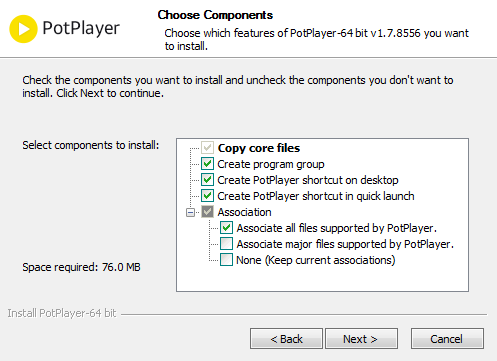 PotPlayer
Choose Components
Choose which features of PotPlayer-64 bit v1.7.8556 you want
to install.
Check the components you want to install and uncheck the components you don't want to
install. Click Next to continue.
Select components to install:
Copy core files
Create program group
Create PotPlayer shortcut on desktop
Create PotPlayer shortcut in quick launch
Association
Associate all files supported by PotPlayer.
Associate major files supported by PotPlayer.
None (Keep current associations)
Space required: 76.0 MB
Install PotPlayer-64 bit
< Back
Next >
Cancel